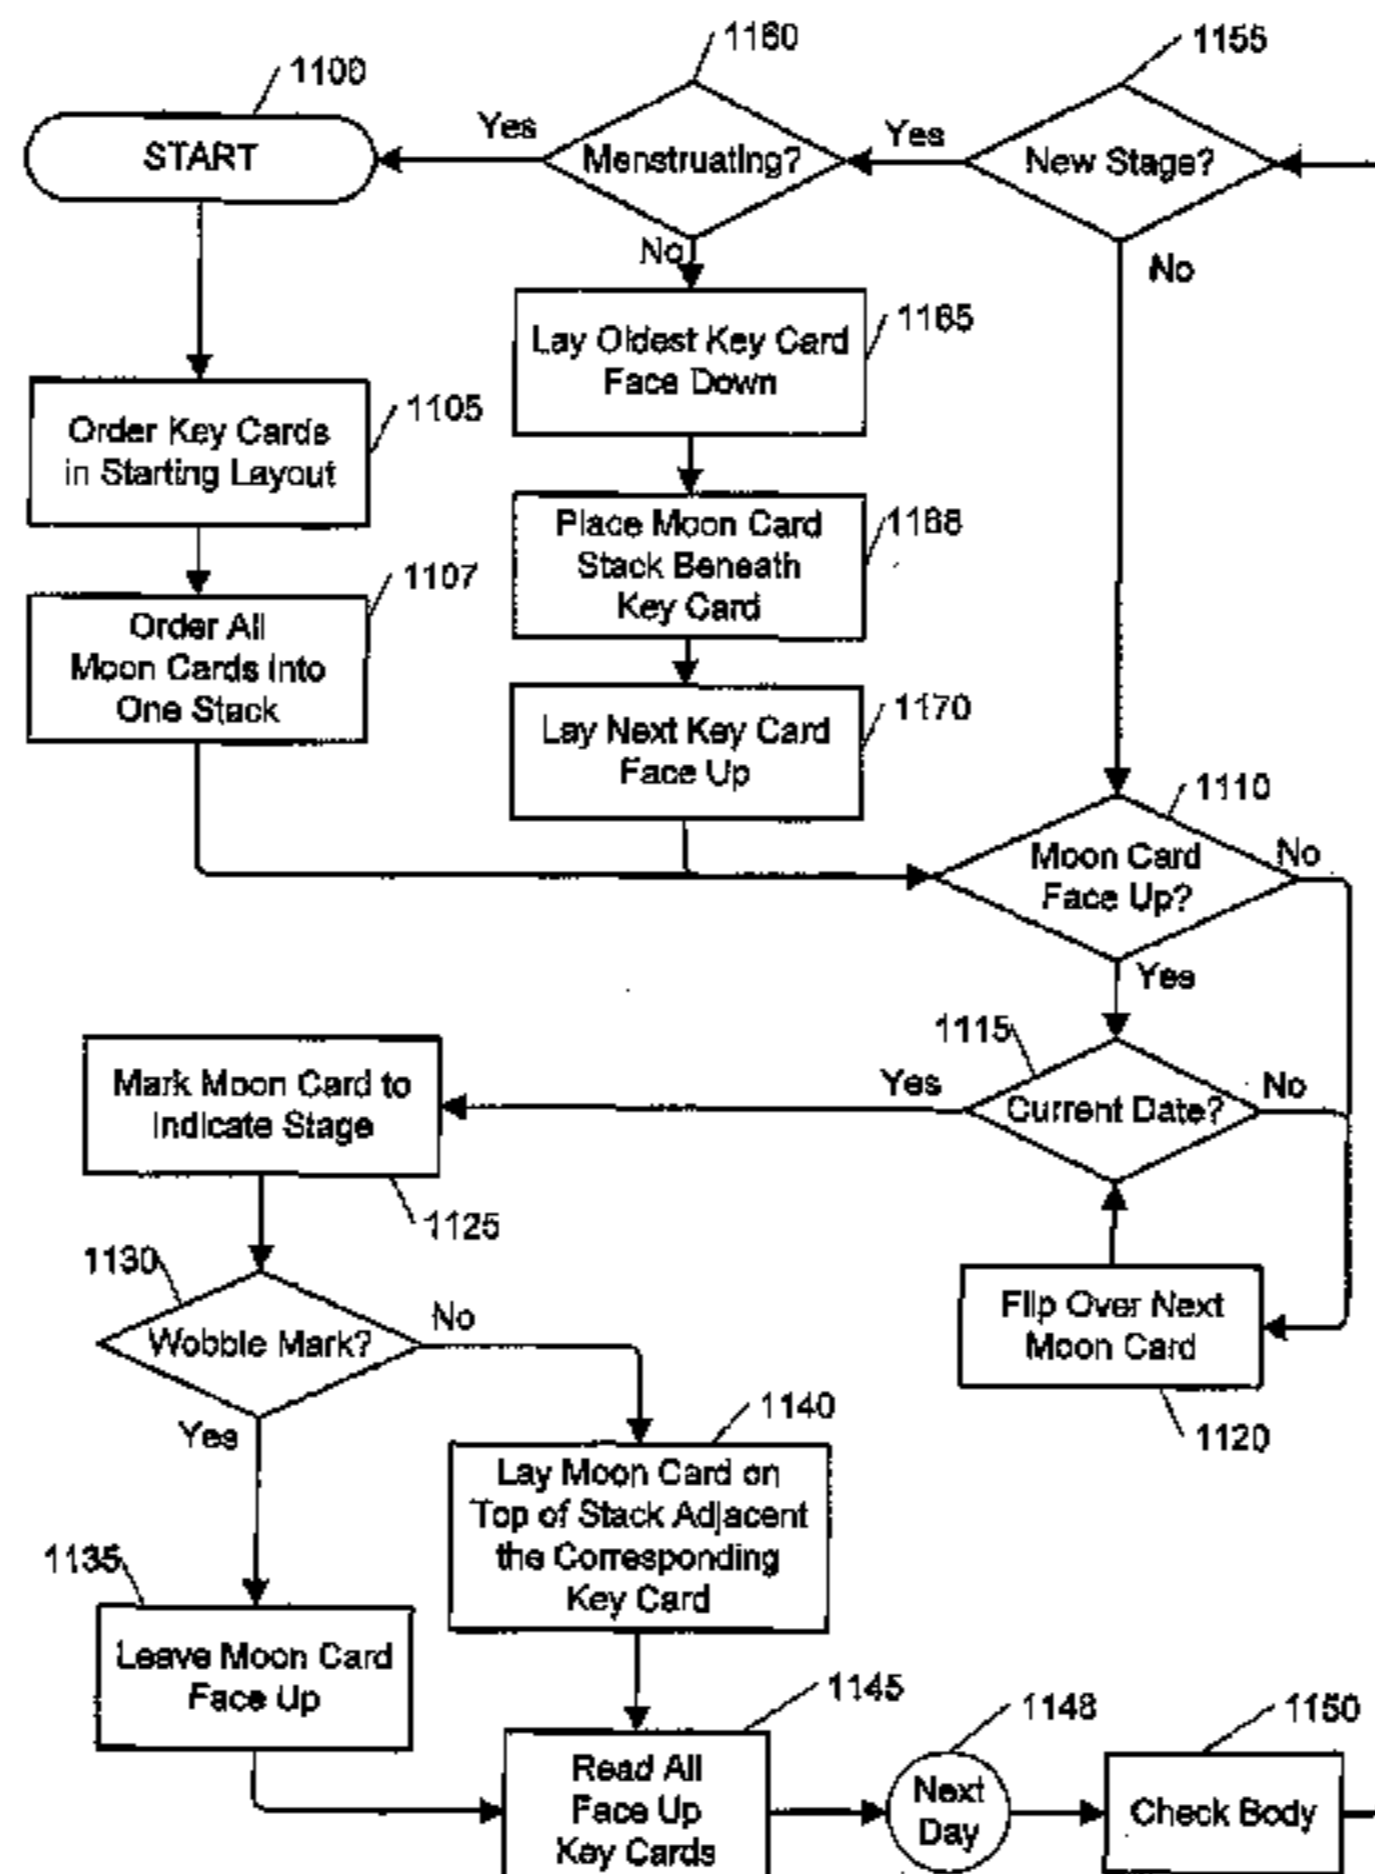 1100
START
1160
Menstruating?
Yes
No
1155
New Stage?
Yes
No
1105
Order Key Cards
in Starting Layout
1107
Order All
Moon Cards Into
One Stack
1165
Lay Oldest Key Card
Face Down
1168
Place Moon Card
Stack Beneath
Key Card
1170
Lay Next Key Card
Face Up
1110
Moon Card
Face Up?
No
Yes
1115
Current Date?
Yes
No
Flip Over Next
Moon Card
1120
Mark Moon Card to
Indicate Stage
1125
1130
Wobble Mark?
No
Yes
1135
Leave Moon Card
Face Up
1140
Lay Moon Card on
Top of Stack Adjacent
the Corresponding
Key Card
1145
Read All
Face Up
Key Cards
1148
Next
Day
1150
Check Body